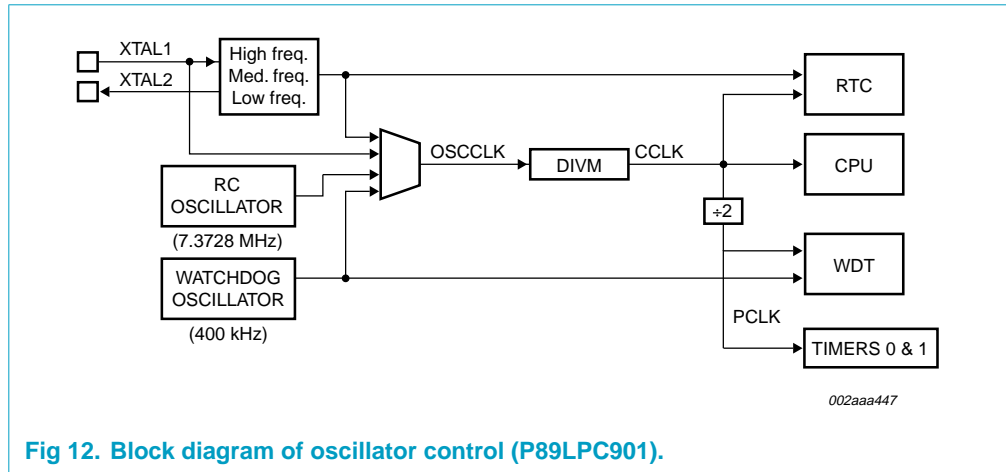 XTAL1
XTAL2
High freq.
Med. freq.
Low freq.
RTC
OSCCLK
DIVM
CCLK
CPU
RC
OSCILLATOR
(7.3728 MHz)
÷2
WDT
WATCHDOG
OSCILLATOR
(400 kHz)
PCLK
TIMERS 0 & 1
002aaa447
Fig 12. Block diagram of oscillator control (P89LPC901).